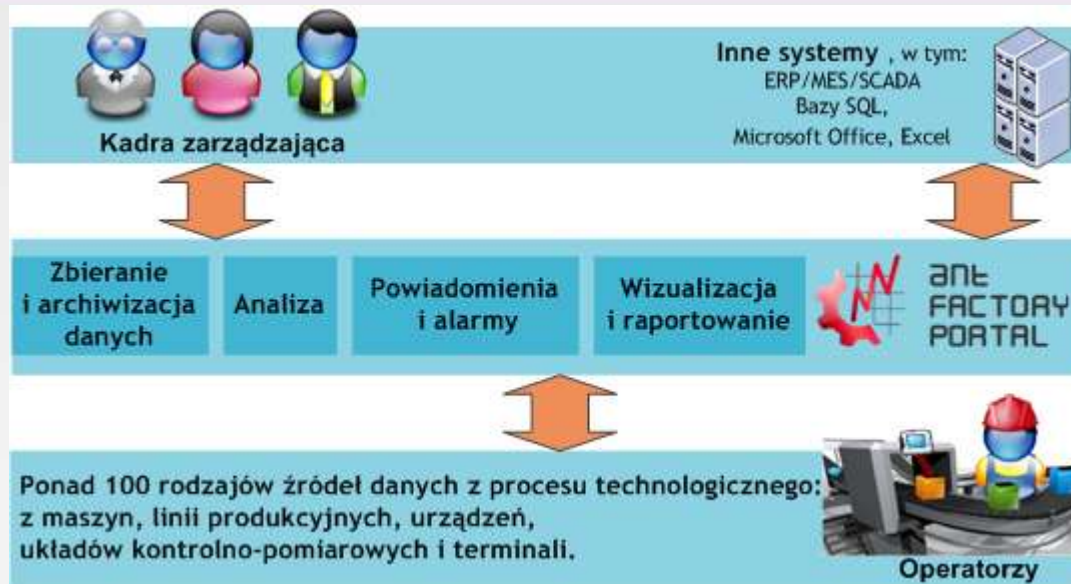 Kadra zarządzająca
Inne systemy , w tym:
ERP/MES/SCADA
Bazy SQL,
Microsoft Office, Excel
Zbieranie
i archiwizacja
danych
Analiza
Powiadomienia
i alarmy
Wizualizacja
i raportowanie
ant
FACTORY
PORTAL
Ponad 100 rodzajów źródeł danych z procesu technologicznego:
z maszyn, linii produkcyjnych, urządzeń,
układów kontrolno-pomiarowych i terminali.
Operatorzy